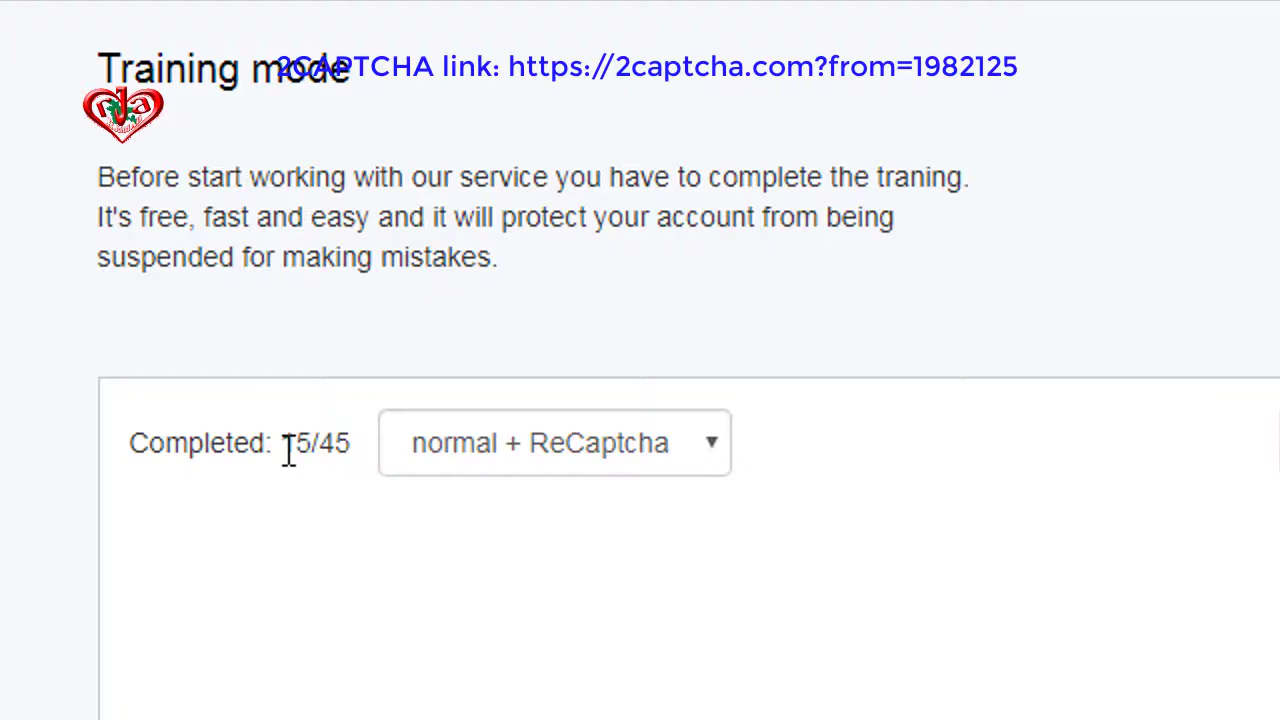 Training mode
2CAPTCHA link: https://2captcha.com?from=1982125
Before start working with our service you have to complete the traning.
It's free, fast and easy and it will protect your account from being
suspended for making mistakes.
Completed: 15/45
normal + ReCaptcha